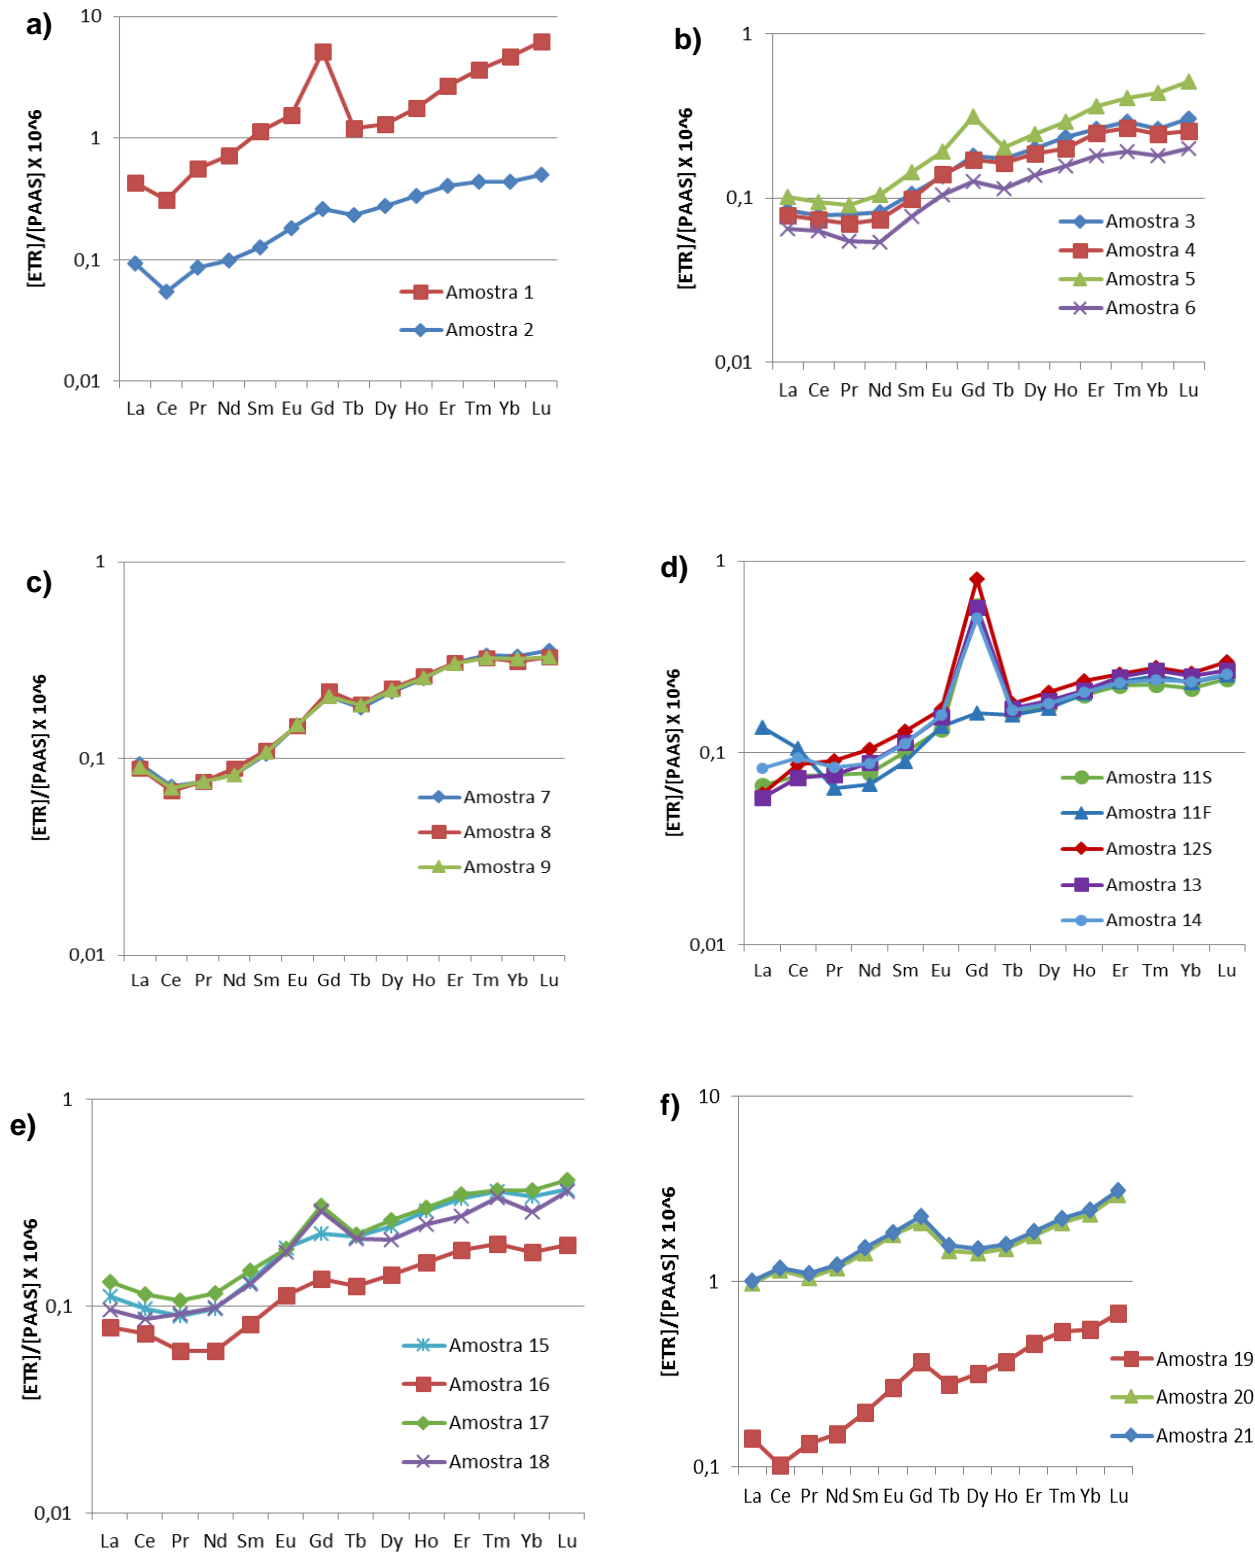 a)
10
1
0,1
0,01
[ETR]/[PAAS] X 10^6
La Ce Pr Nd Sm Eu Gd Tb Dy Ho Er Tm Yb Lu
Amostra 1
Amostra 2
b)
1
0,1
0,01
[ETR]/[PAAS] X 10^6
La Ce Pr Nd Sm Eu Gd Tb Dy Ho Er Tm Yb Lu
Amostra 3
Amostra 4
Amostra 5
Amostra 6
c)
1
0,1
0,01
[ETR]/[PAAS] X 10^6
La Ce Pr Nd Sm Eu Gd Tb Dy Ho Er Tm Yb Lu
Amostra 7
Amostra 8
Amostra 9
d)
1
0,1
0,01
[ETR]/[PAAS] X 10^6
La Ce Pr Nd Sm Eu Gd Tb Dy Ho Er Tm Yb Lu
Amostra 11S
Amostra 11F
Amostra 12S
Amostra 13
Amostra 14
e)
1
0,1
0,01
[ETR]/[PAAS] X 10^6
La Ce Pr Nd Sm Eu Gd Tb Dy Ho Er Tm Yb Lu
Amostra 15
Amostra 16
Amostra 17
Amostra 18
f)
10
1
0,1
[ETR]/[PAAS] X 10^6
La Ce Pr Nd Sm Eu Gd Tb Dy Ho Er Tm Yb Lu
Amostra 19
Amostra 20
Amostra 21